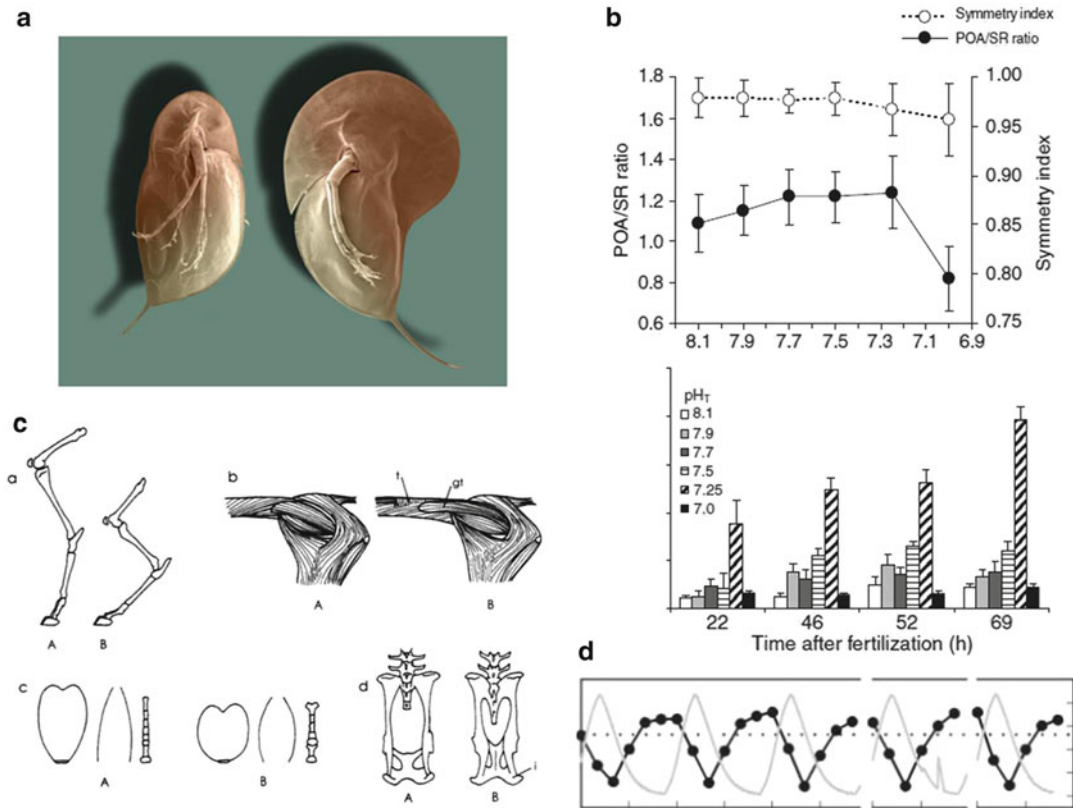 a
b
Symmetry index
POA/SR ratio
1.8
1.6
1.4
1.2
1.0
0.8
0.6
POA/SR ratio
1.00
0.95
0.90
0.85
0.80
0.75
Symmetry index
8.1 7.9 7.7 7.5 7.3 7.1 6.9
pHT
8.1
7.9
7.7
7.5
7.25
7.0
22 46 52 69
Time after fertilization (h)
c
a
A B
b
t gt
A B
c
A B
d
i
A B
d